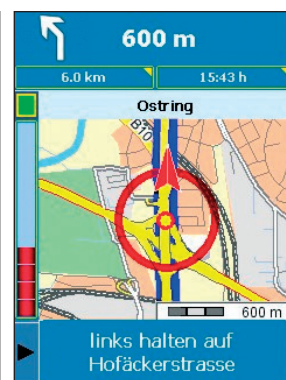 600 m
6.0 km
15:43 h
Ostring
B10
600 m
links halten auf
Hofäckerstrasse